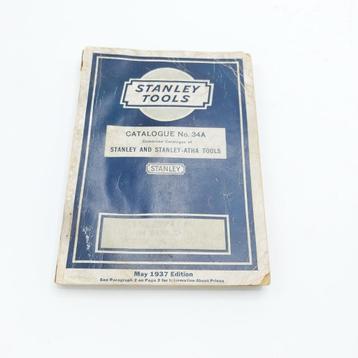 STANLEY
TOOLS
CATALOGUE No. 34A
Combined Catalogue of
STANLEY AND STANLEY-ATHA TOOLS
STANLEY
May 1937 Edition
See Paragraph 2 on Page 2 for Information About Prices